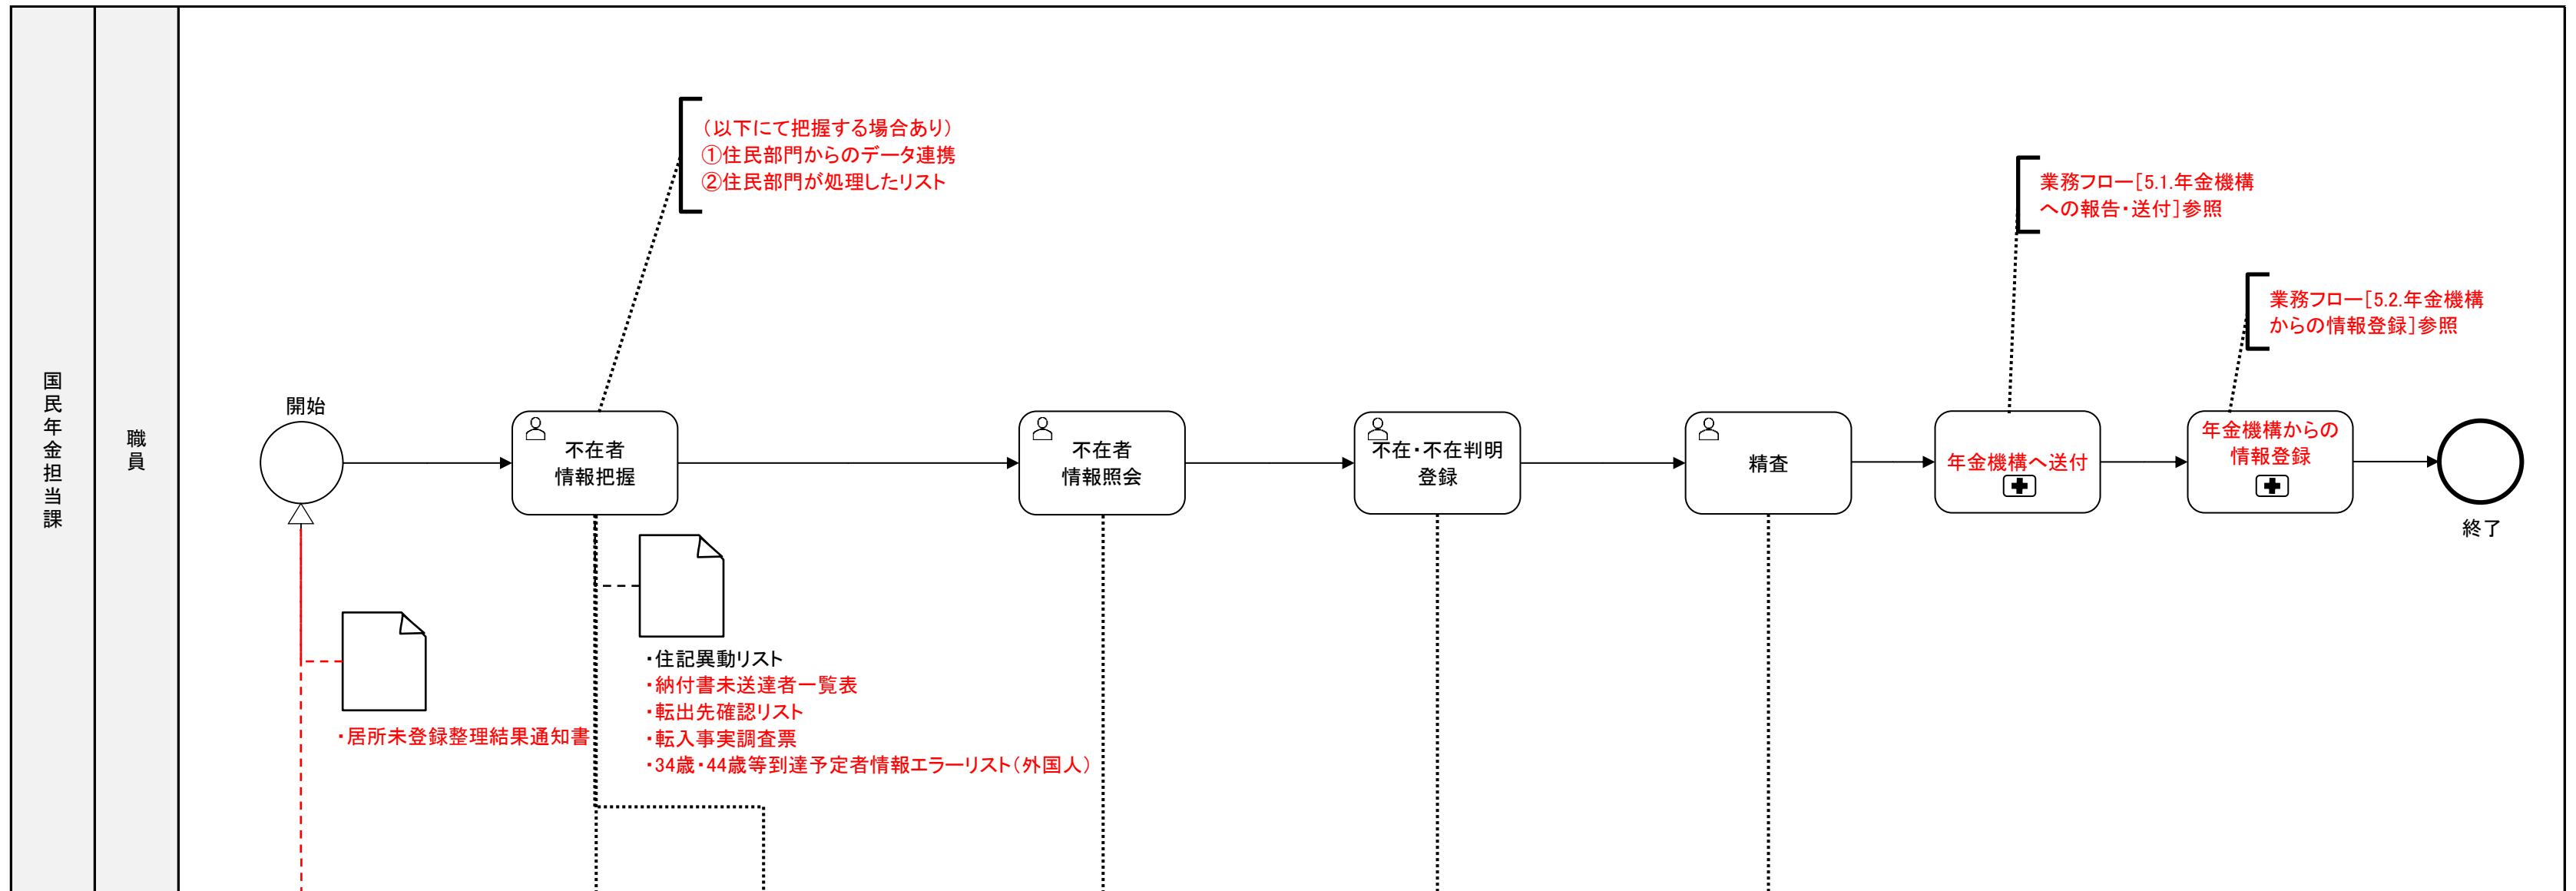 国民年金担当課
職員
(以下にて把握する場合あり)
①住民部門からのデータ連携
②住民部門が処理したリスト
業務フロー[5.1.年金機構
への報告・送付]参照
業務フロー[5.2.年金機構
からの情報登録]参照
開始
不在者
情報把握
不在者
情報照会
不在・不在判明
登録
精査
年金機構へ送付
年金機構からの
情報登録
終了
・住記異動リスト
・納付書未送達者一覧表
・転出先確認リスト
・転入事実調査票
・34歳・44歳等到達予定者情報エラーリスト(外国人)
・居所未登録整理結果通知書